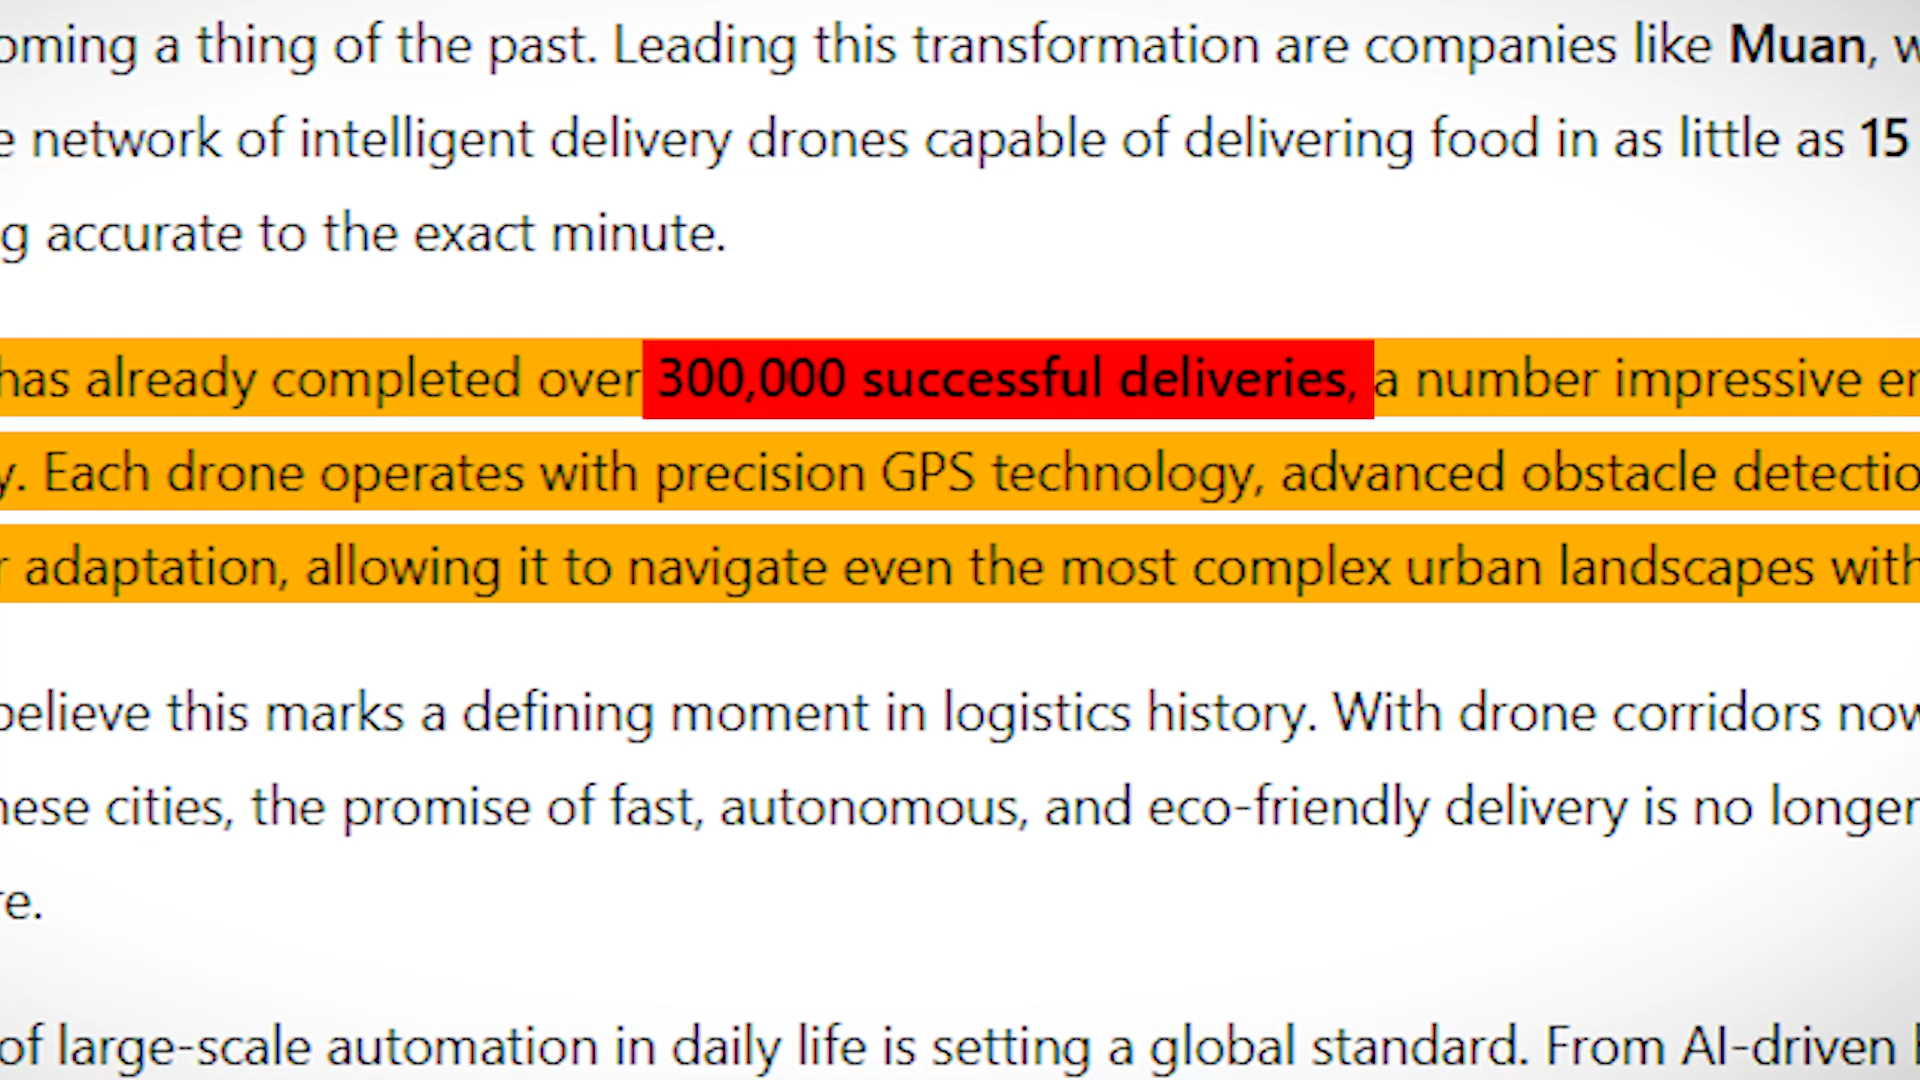 a thing of the past. Leading this transformation are companies like Muan,
network of intelligent delivery drones capable of delivering food in as little as 15
accurate to the exact minute.
has already completed over 300,000 successful deliveries, a number impressive
Each drone operates with precision GPS technology, advanced obstacle
adaptation, allowing it to navigate even the most complex urban landscapes with
believe this marks a defining moment in logistics history. With drone corridors now
cities, the promise of fast, autonomous, and eco-friendly delivery is no longer
of large-scale automation in daily life is setting a global standard. From AI-driven